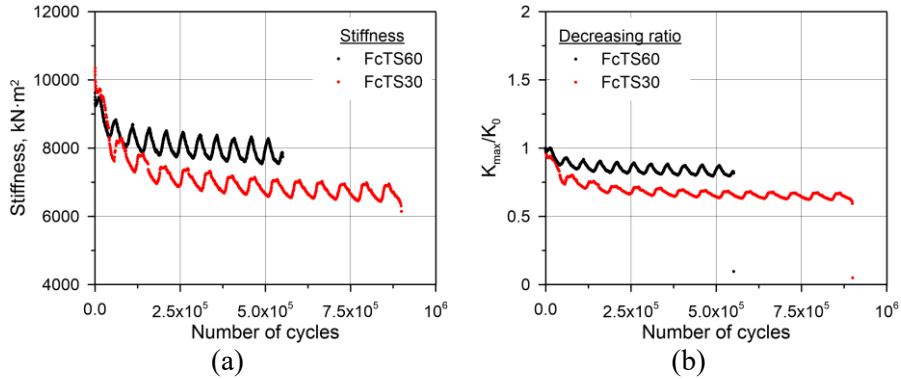 Stiffness
FcTS60
FcTS30
12000
10000
8000
6000
4000
Stiffness, kN·m²
0.0
2.5x10⁵
5.0x10⁵
7.5x10⁵
10⁶
Number of cycles
(a)
Decreasing ratio
FcTS60
FcTS30
2
1.5
1
0.5
0
K_max/K_0
0.0
2.5x10⁵
5.0x10⁵
7.5x10⁵
10⁶
Number of cycles
(b)